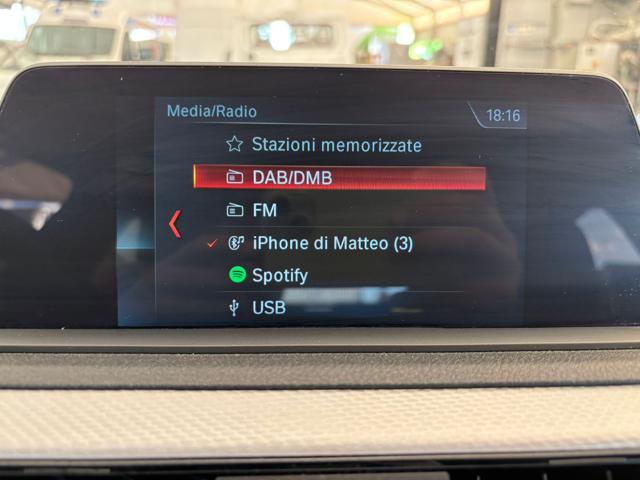 Media/Radio
18:16
Stazioni memorizzate
DAB/DMB
FM
iPhone di Matteo (3)
Spotify
USB